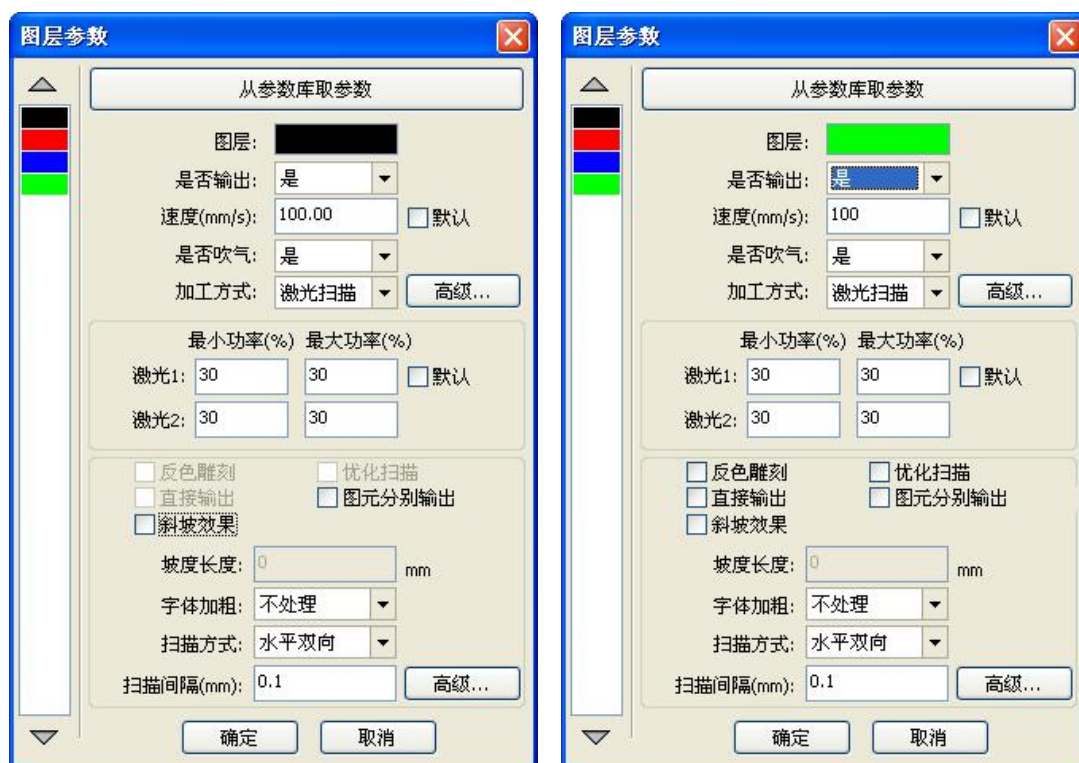 图层参数
从参数库取参数
图层:
是否输出: 是
速度(mm/s): 100.00 默认
是否吹气: 是
加工方式: 激光扫描 高级...
最小功率(%) 最大功率(%)
激光1: 30 30 默认
激光2: 30 30
反色雕刻 优化扫描
直接输出 图元分别输出
斜坡效果
坡度长度: 0 mm
字体加粗: 不处理
扫描方式: 水平双向
扫描间隔(mm): 0.1 高级...
确定 取消
图层参数
从参数库取参数
图层:
是否输出: 是
速度(mm/s): 100 默认
是否吹气: 是
加工方式: 激光扫描 高级...
最小功率(%) 最大功率(%)
激光1: 30 30 默认
激光2: 30 30
反色雕刻 优化扫描
直接输出 图元分别输出
斜坡效果
坡度长度: 0 mm
字体加粗: 不处理
扫描方式: 水平双向
扫描间隔(mm): 0.1 高级...
确定 取消